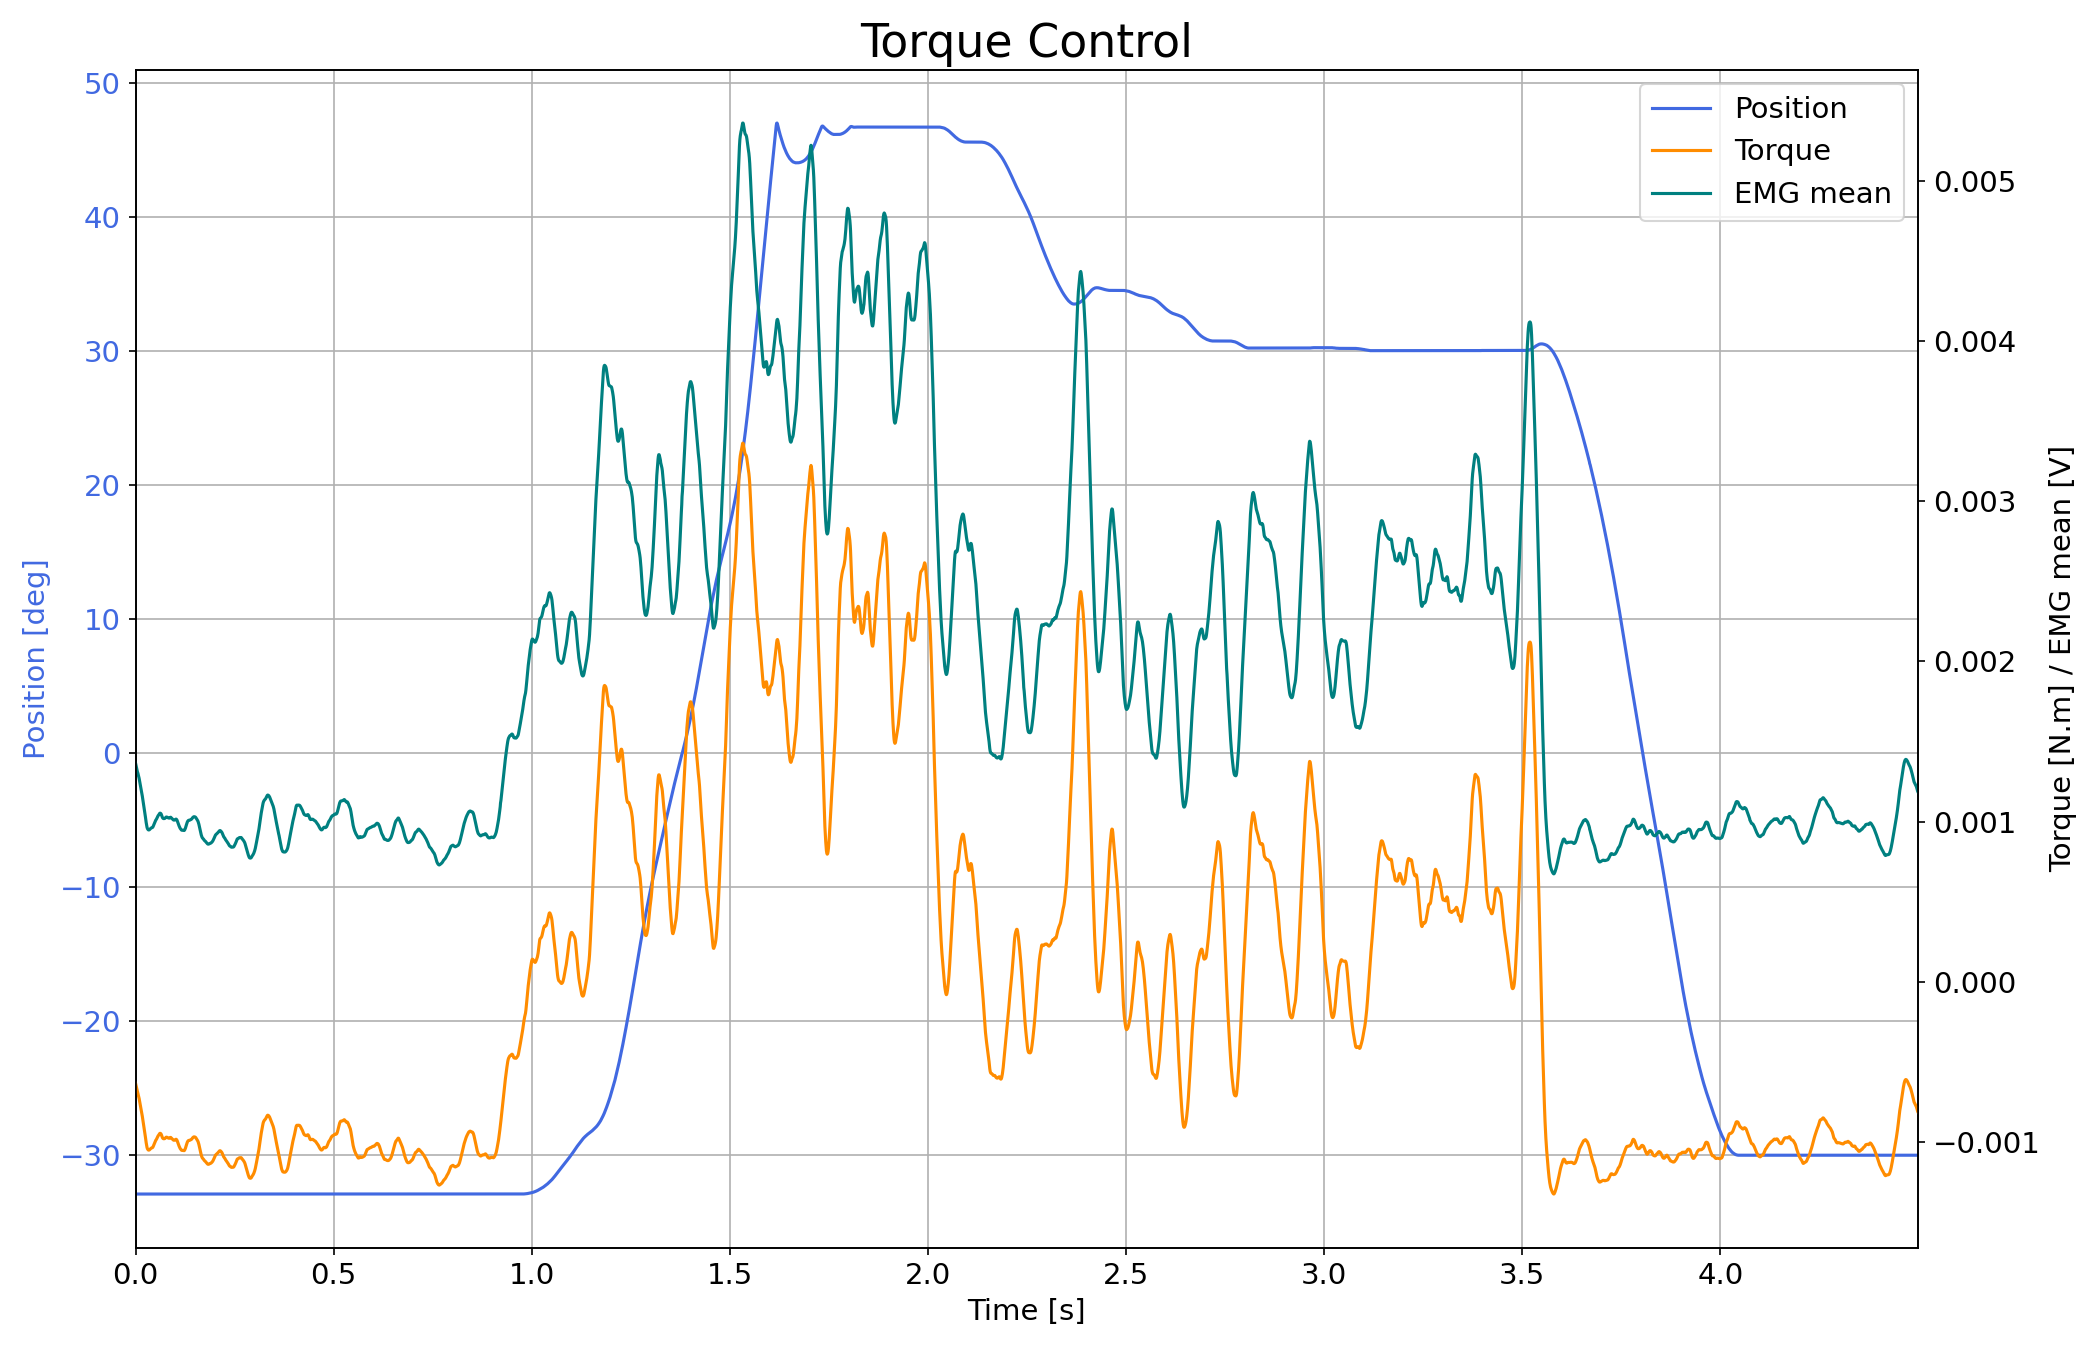 Torque Control
50
40
30
20
10
0
−10
−20
−30
Position [deg]
Position
Torque
EMG mean
0.005
0.004
0.003
0.002
0.001
0.000
−0.001
Torque [N.m] / EMG mean [V]
0.0 0.5 1.0 1.5 2.0 2.5 3.0 3.5 4.0
Time [s]